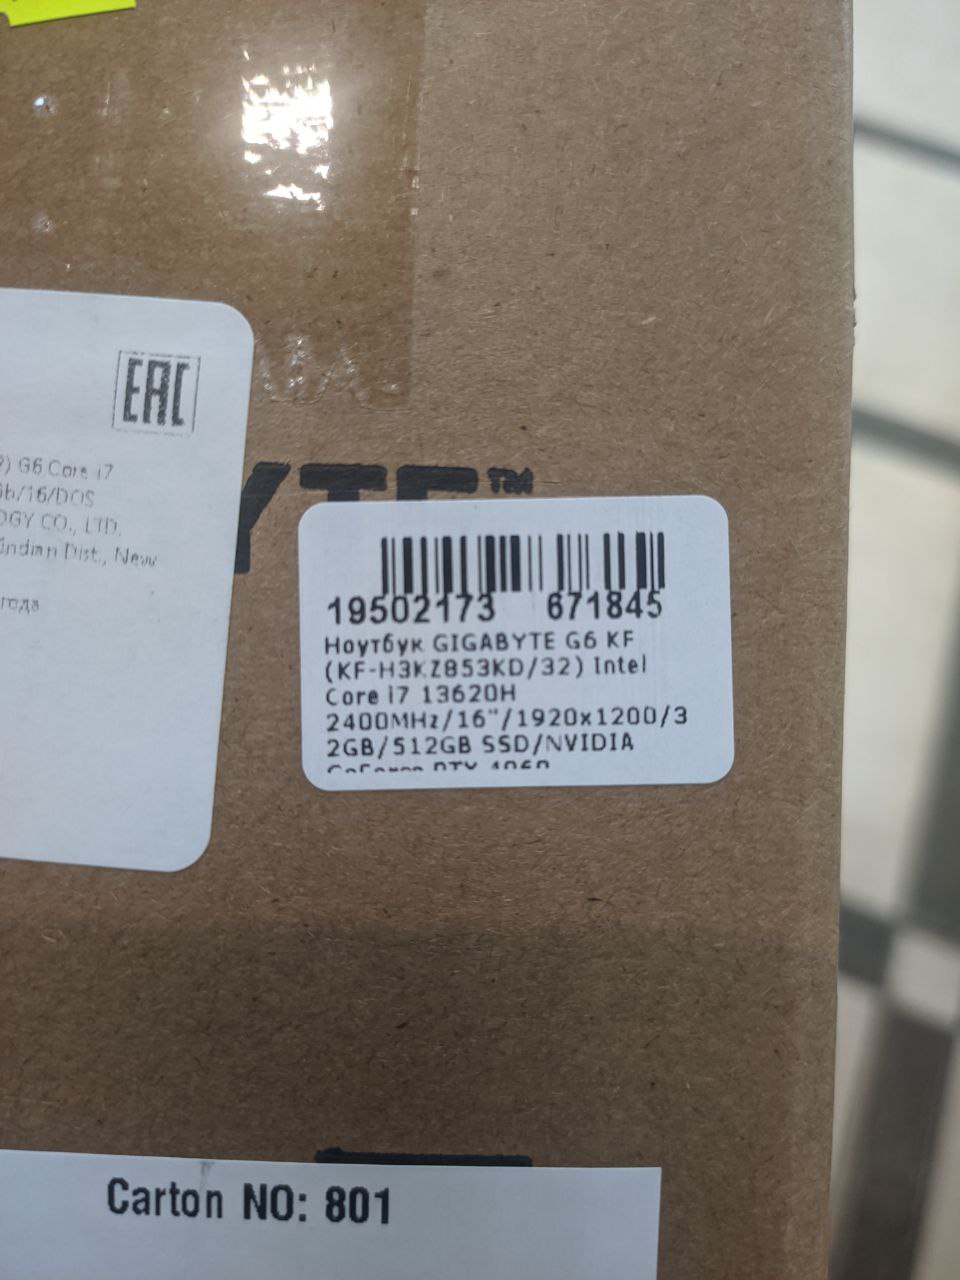 EAC
G6 Core i7
/16/DOS
CO., LTD.
Dist., New
года
YTE™
19502173 671845
Ноутбук GIGABYTE G6 KF
(KF-H3KZ853KD/32) Intel
Core i7 13620H
2400MHz/16"/1920x1200/3
2GB/512GB SSD/NVIDIA
Carton NO: 801